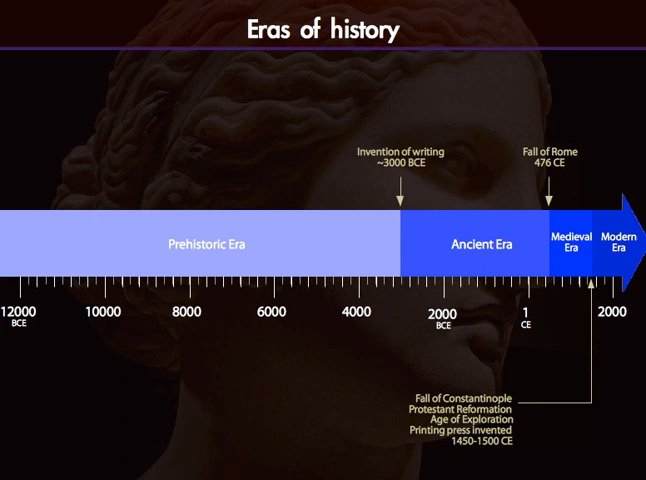 Eras of history
Invention of writing
~3000 BCE
Fall of Rome
476 CE
Prehistoric Era
Ancient Era
Medieval
Era
Modern
Era
12000
BCE
10000
8000
6000
4000
2000
BCE
1
CE
2000
Fall of Constantinople
Protestant Reformation
Age of Exploration
Printing press invented
1450-1500 CE